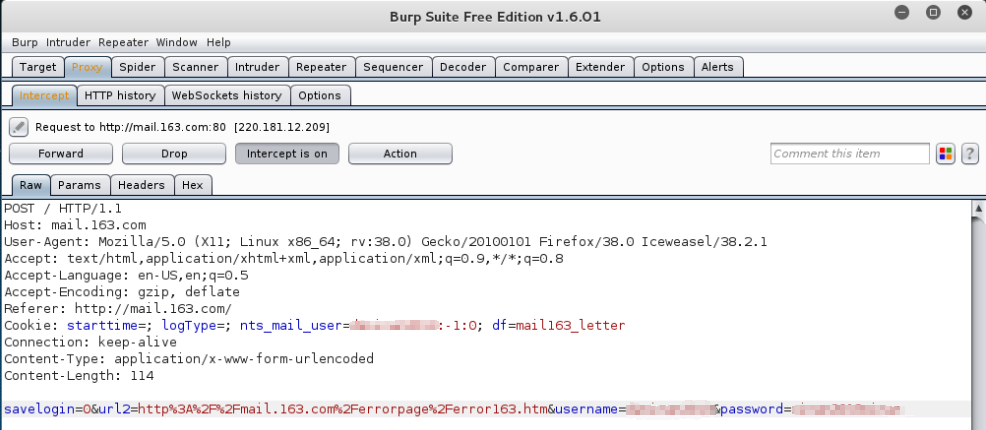 Burp Suite Free Edition v1.6.01
Burp Intruder Repeater Window Help
Target Proxy Spider Scanner Intruder Repeater Sequencer Decoder Comparer Extender Options Alerts
Intercept HTTP history WebSockets history Options
Request to http://mail.163.com:80 [220.181.12.209]
Forward Drop Intercept is on Action Comment this item ?
Raw Params Headers Hex
POST / HTTP/1.1
Host: mail.163.com
User-Agent: Mozilla/5.0 (X11; Linux x86_64; rv:38.0) Gecko/20100101 Firefox/38.0 Iceweasel/38.2.1
Accept: text/html,application/xhtml+xml,application/xml;q=0.9,*/*;q=0.8
Accept-Language: en-US,en;q=0.5
Accept-Encoding: gzip, deflate
Referer: http://mail.163.com/
Cookie: starttime=; logType=; nts_mail_user=:-1:0; df=mail163_letter
Connection: keep-alive
Content-Type: application/x-www-form-urlencoded
Content-Length: 114
savelogin=0&url2=http%3A%2F%2Fmail.163.com%2Ferrorpage%2Ferror163.htm&username=&password=